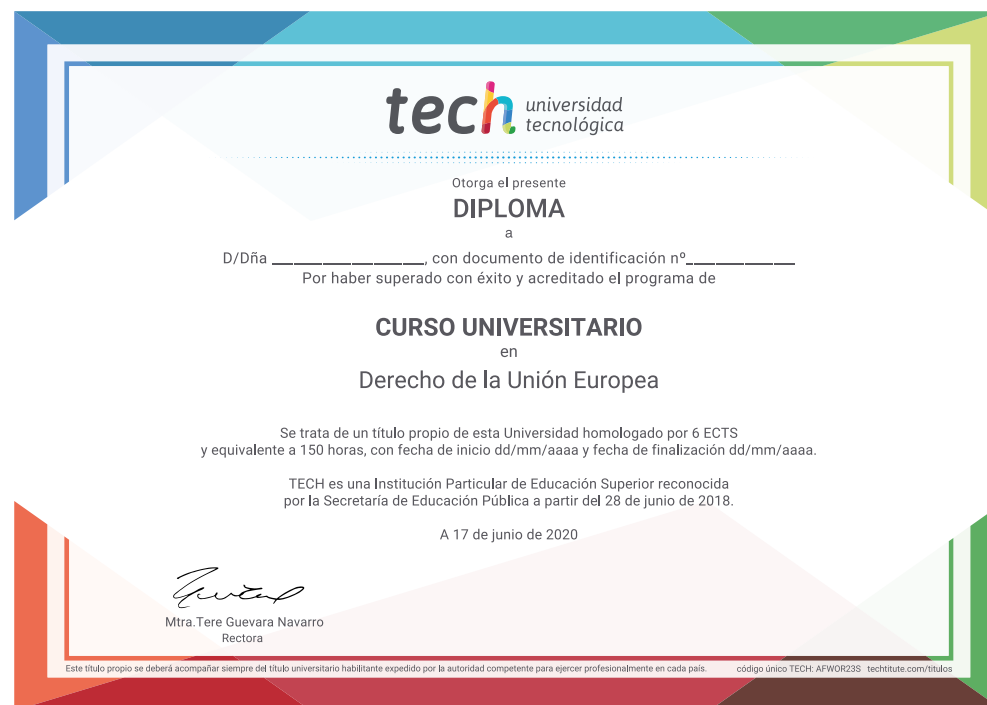 tech universidad
tecnológica
Otorga el presente
DIPLOMA
a
D/Dña ____________________, con documento de identificación nº______________
Por haber superado con éxito y acreditado el programa de
CURSO UNIVERSITARIO
en
Derecho de la Unión Europea
Se trata de un título propio de esta Universidad homologado por 6 ECTS
y equivalente a 150 horas, con fecha de inicio dd/mm/aaaa y fecha de finalización dd/mm/aaaa.
TECH es una Institución Particular de Educación Superior reconocida
por la Secretaría de Educación Pública a partir del 28 de junio de 2018.
A 17 de junio de 2020
Mtra.Tere Guevara Navarro
Rectora
Este título propio se deberá acompañar siempre del título universitario habilitante expedido por la autoridad competente para ejercer profesionalmente en cada país. código único TECH: AFWOR23S techtitute.com/titulos